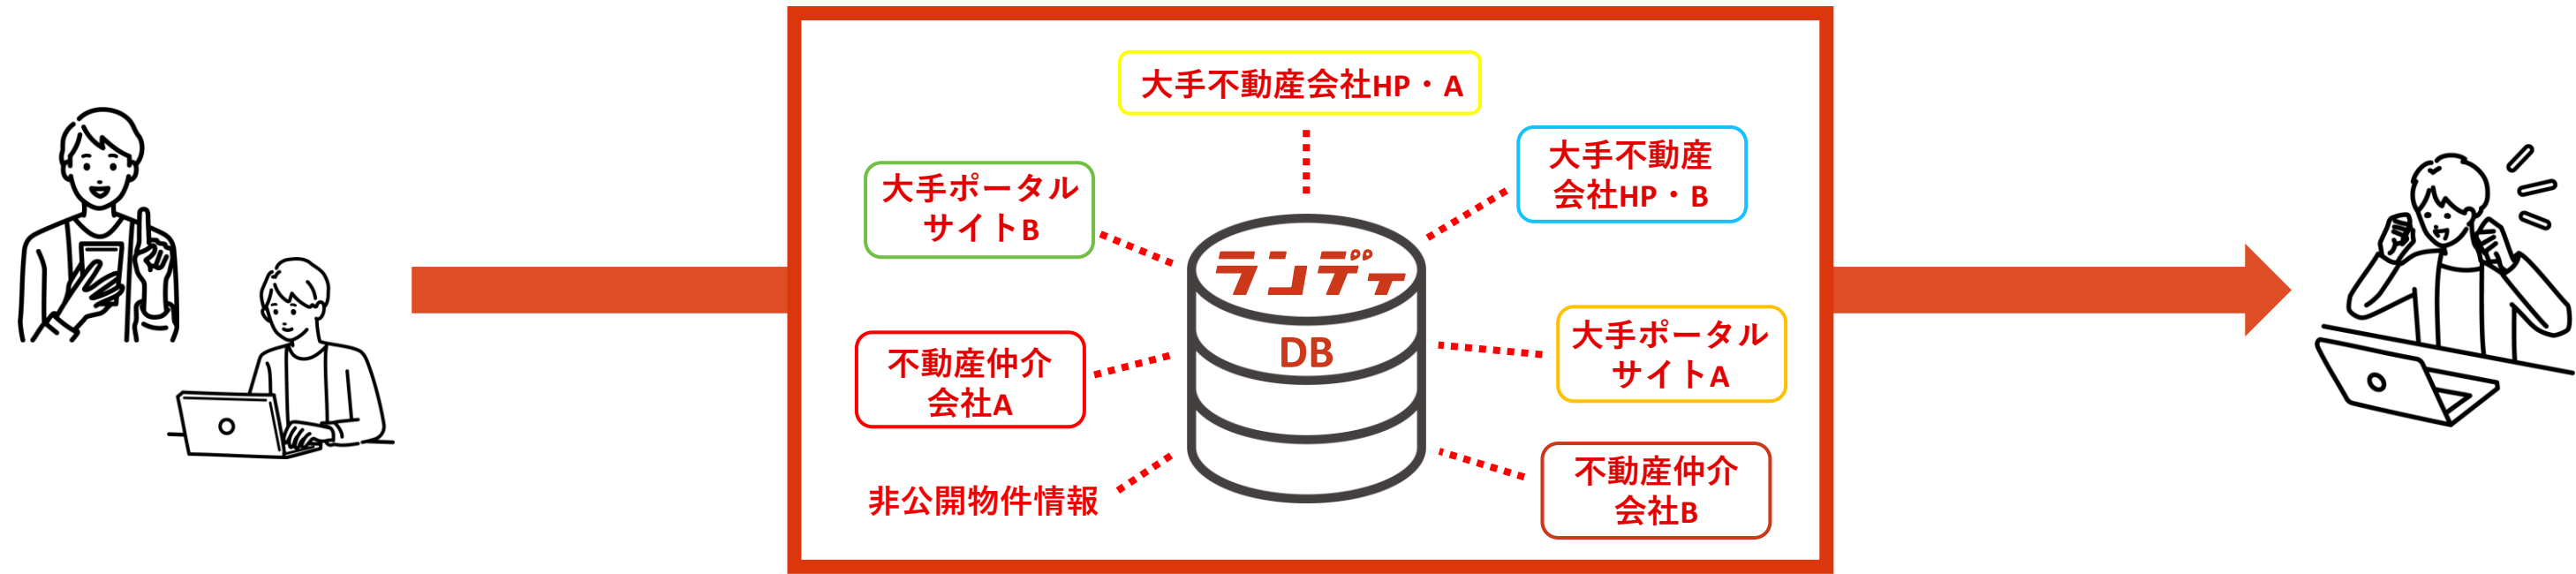 大手不動産会社HP・A
大手ポータル
サイトB
大手不動産
会社HP・B
ランディ
DB
不動産仲介
会社A
大手ポータル
サイトA
非公開物件情報
不動産仲介
会社B